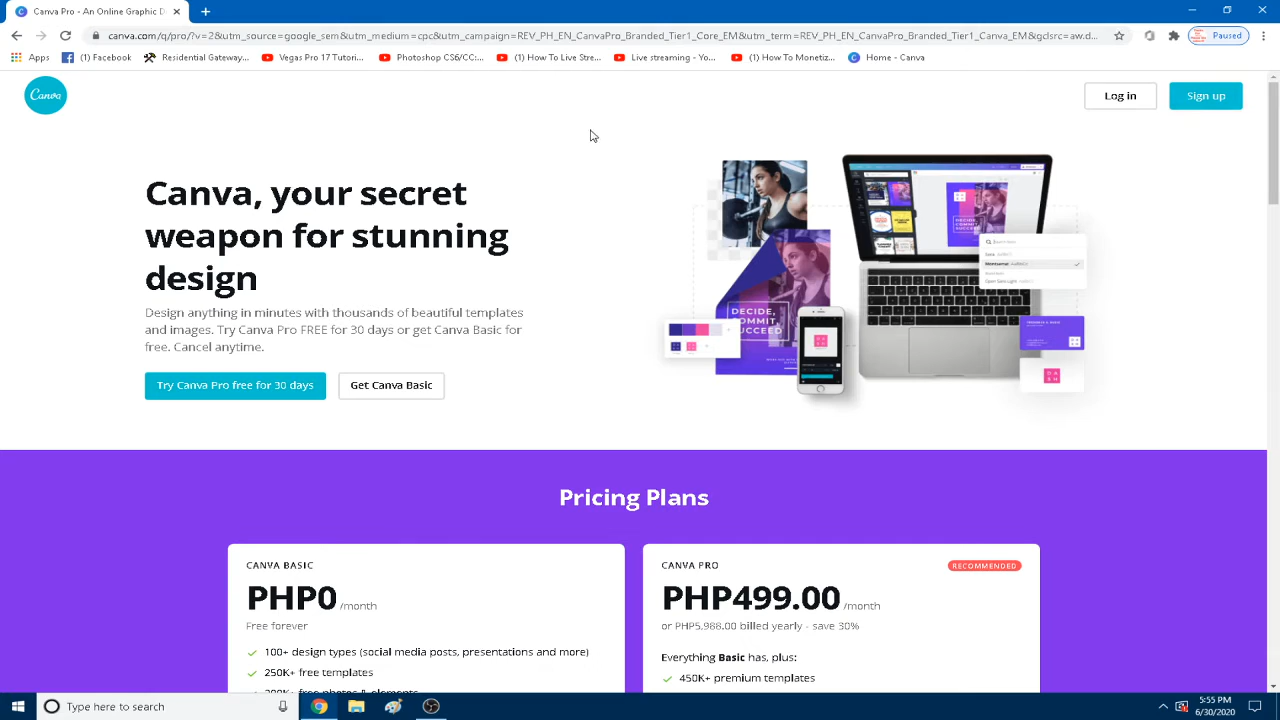 Canva Pro - An Online Graphic D
canva.com/q/pro/?v=2&utm_source=google_sem&utm_medium=cpc&utm_campaign=REV_PH_EN_CanvaPro_Branded_Tier1_Core_EM&utm_term=REV_PH_EN_CanvaPro_Branded_Tier1_Canva_EM&gclsrc=aw.d...
Paused
Apps
(1) Facebook
Residential Gateway...
Vegas Pro 17 Tutori...
Photoshop CS6/CC:...
(1) How To Live Stre...
Live streaming - Yo...
(1) How To Monetiz...
Home - Canva
Canva
Log in
Sign up
Canva, your secret
weapon for stunning
design
Design anything in minutes with thousands of beautiful templates
and images. Try Canva Pro FREE for 30 days or get Canva Basic for
free. Cancel anytime.
Try Canva Pro free for 30 days
Get Canva Basic
DECIDE,
COMMIT,
SUCCEED
Pricing Plans
CANVA BASIC
PHP0 /month
Free forever
100+ design types (social media posts, presentations and more)
250K+ free templates
CANVA PRO
RECOMMENDED
PHP499.00 /month
or PHP5,988.00 billed yearly - save 30%
Everything Basic has, plus:
450K+ premium templates
Type here to search
5:55 PM
6/30/2020